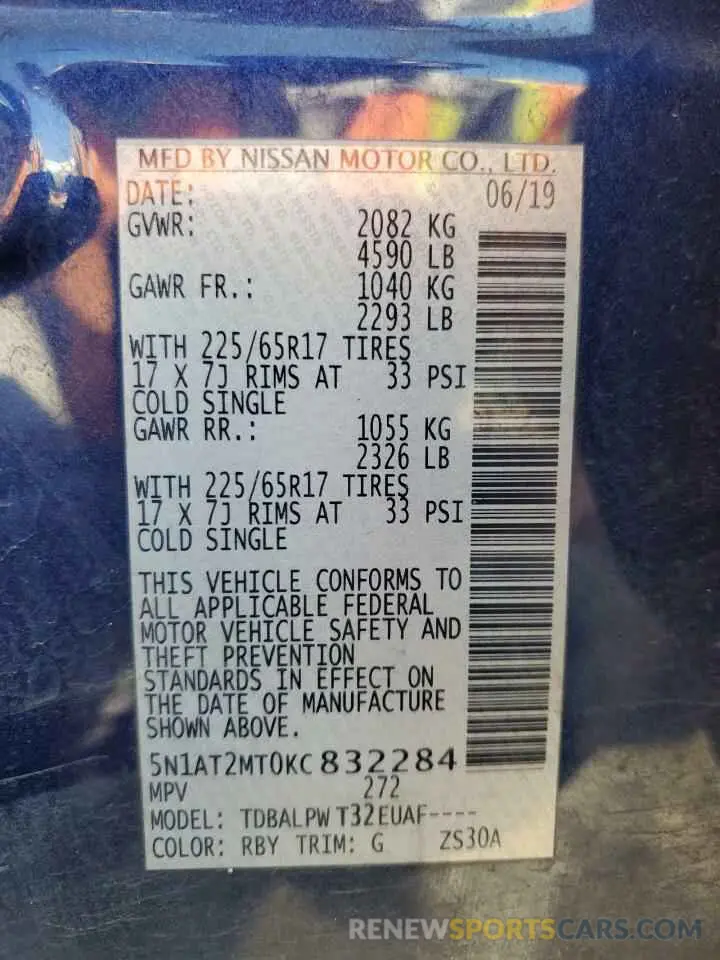 MFD BY NISSAN MOTOR CO., LTD.
DATE: 06/19
GVWR: 2082 KG
4590 LB
GAWR FR.: 1040 KG
2293 LB
WITH 225/65R17 TIRES
17 X 7J RIMS AT 33 PSI
COLD SINGLE
GAWR RR.: 1055 KG
2326 LB
WITH 225/65R17 TIRES
17 X 7J RIMS AT 33 PSI
COLD SINGLE
THIS VEHICLE CONFORMS TO
ALL APPLICABLE FEDERAL
MOTOR VEHICLE SAFETY AND
THEFT PREVENTION
STANDARDS IN EFFECT ON
THE DATE OF MANUFACTURE
SHOWN ABOVE.
5N1AT2MT0KC832284
MPV 272
MODEL: TDBALPW T32EUAF----
COLOR: RBY TRIM: G ZS30A
RENEWSPORTSCARS.COM